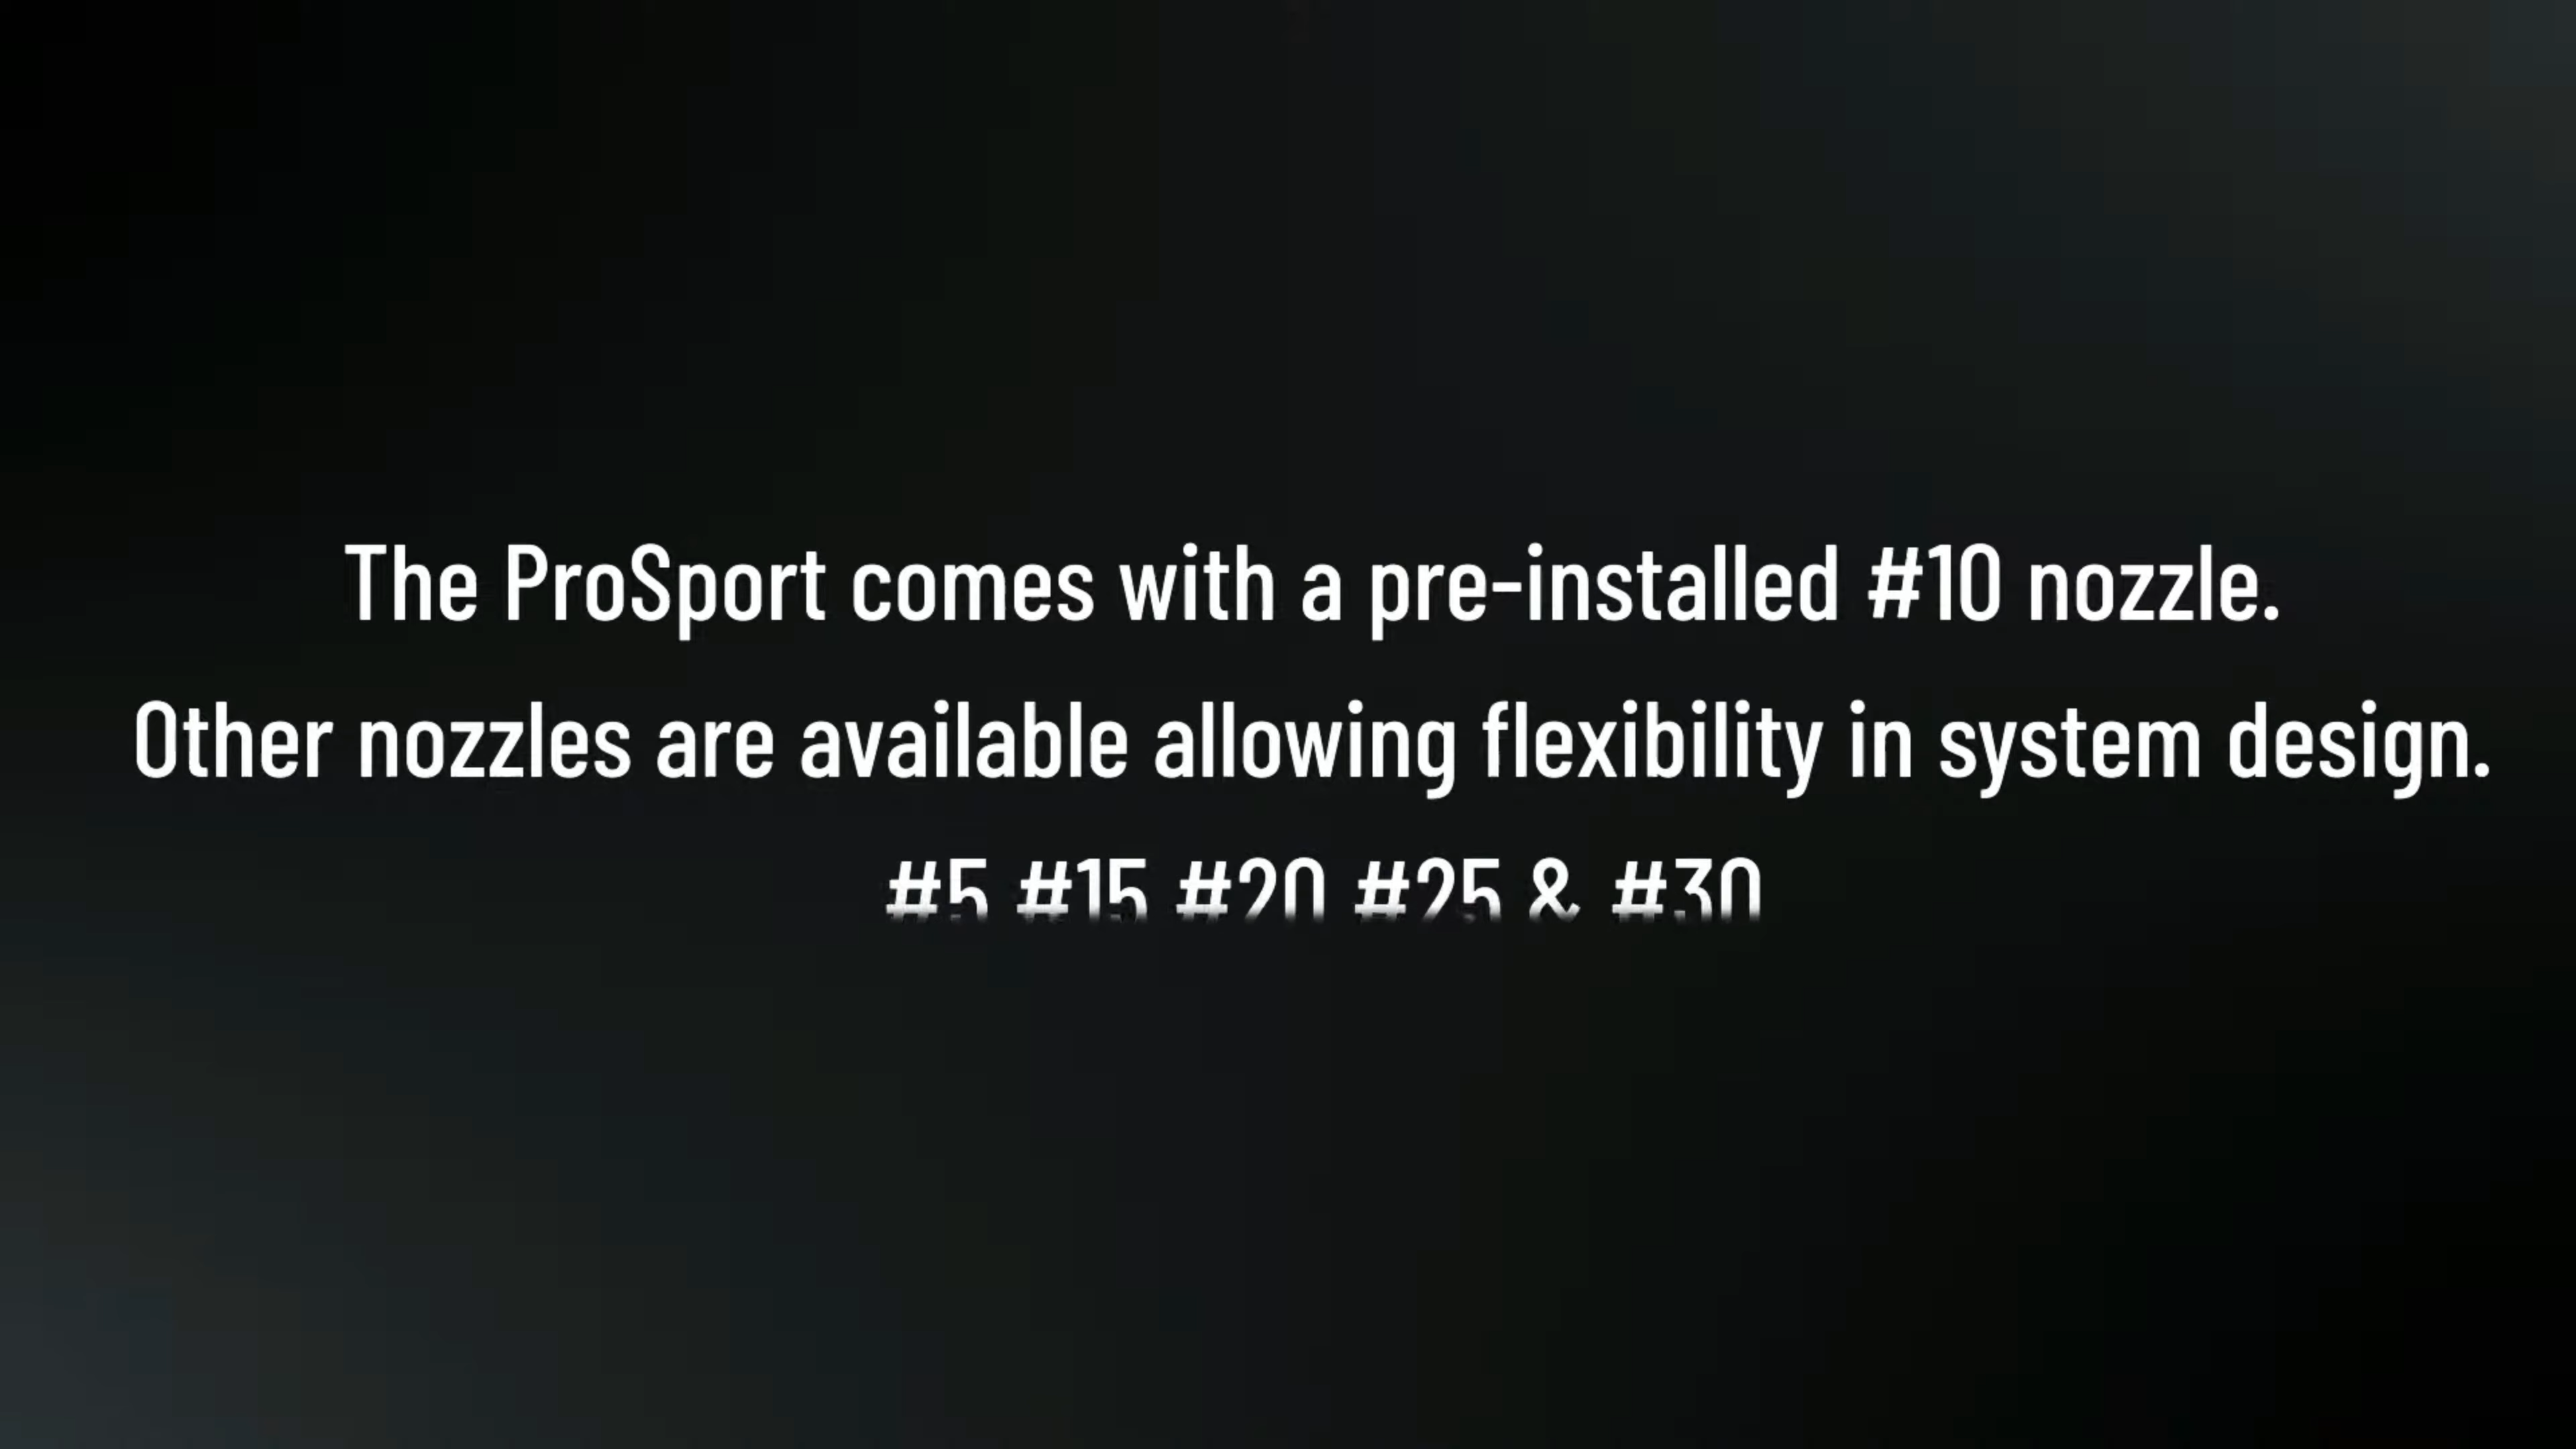 The ProSport comes with a pre-installed #10 nozzle.
Other nozzles are available allowing flexibility in system design.
#5 #15 #20 #25 & #30